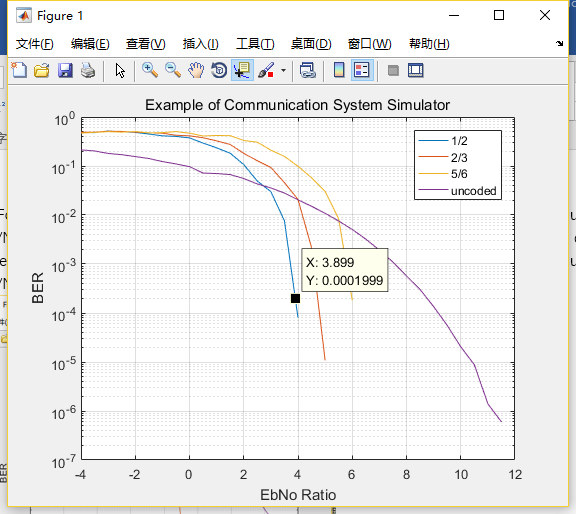 Figure 1
文件(F) 编辑(E) 查看(V) 插入(I) 工具(T) 桌面(D) 窗口(W) 帮助(H)
Example of Communication System Simulator
10^0
10^-1
10^-2
10^-3
10^-4
10^-5
10^-6
10^-7
BER
1/2
2/3
5/6
uncoded
X: 3.899
Y: 0.0001999
-4 -2 0 2 4 6 8 10 12
EbNo Ratio
BER